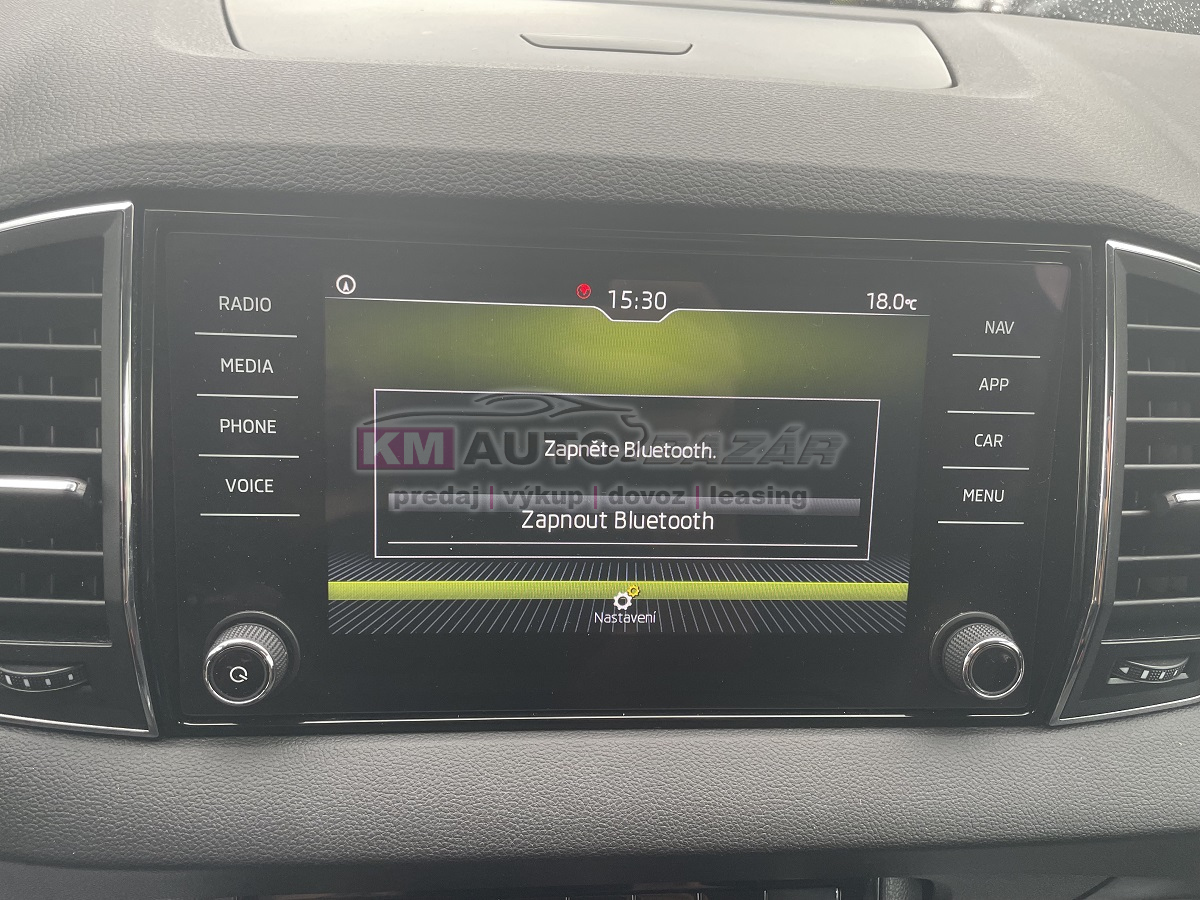 15:30
18.0°C
RADIO
MEDIA
PHONE
VOICE
NAV
APP
CAR
MENU
Zapněte Bluetooth.
KM AUTOBAZÁR
predaj | výkup | dovoz | leasing
Zapnout Bluetooth
Nastavení